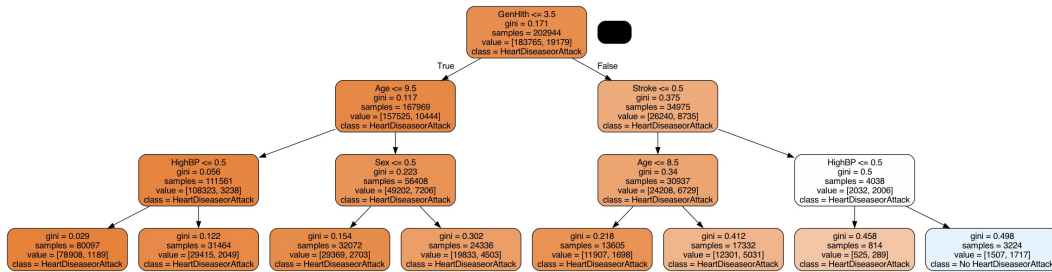 GenHlth <= 3.5
gini = 0.171
samples = 202944
value = [183765, 19179]
class = HeartDiseaseorAttack
True
False
Age <= 9.5
gini = 0.117
samples = 167969
value = [157525, 10444]
class = HeartDiseaseorAttack
Stroke <= 0.5
gini = 0.375
samples = 34975
value = [26240, 8735]
class = HeartDiseaseorAttack
HighBP <= 0.5
gini = 0.056
samples = 111561
value = [108323, 3238]
class = HeartDiseaseorAttack
Sex <= 0.5
gini = 0.223
samples = 56408
value = [49202, 7206]
class = HeartDiseaseorAttack
Age <= 8.5
gini = 0.34
samples = 30937
value = [24208, 6729]
class = HeartDiseaseorAttack
HighBP <= 0.5
gini = 0.5
samples = 4038
value = [2032, 2006]
class = HeartDiseaseorAttack
gini = 0.029
samples = 80097
value = [78908, 1189]
class = HeartDiseaseorAttack
gini = 0.122
samples = 31464
value = [29415, 2049]
class = HeartDiseaseorAttack
gini = 0.154
samples = 32072
value = [29369, 2703]
class = HeartDiseaseorAttack
gini = 0.302
samples = 24336
value = [19833, 4503]
class = HeartDiseaseorAttack
gini = 0.218
samples = 13605
value = [11907, 1698]
class = HeartDiseaseorAttack
gini = 0.412
samples = 17332
value = [12301, 5031]
class = HeartDiseaseorAttack
gini = 0.458
samples = 814
value = [525, 289]
class = HeartDiseaseorAttack
gini = 0.498
samples = 3224
value = [1507, 1717]
class = No HeartDiseaseorAttack